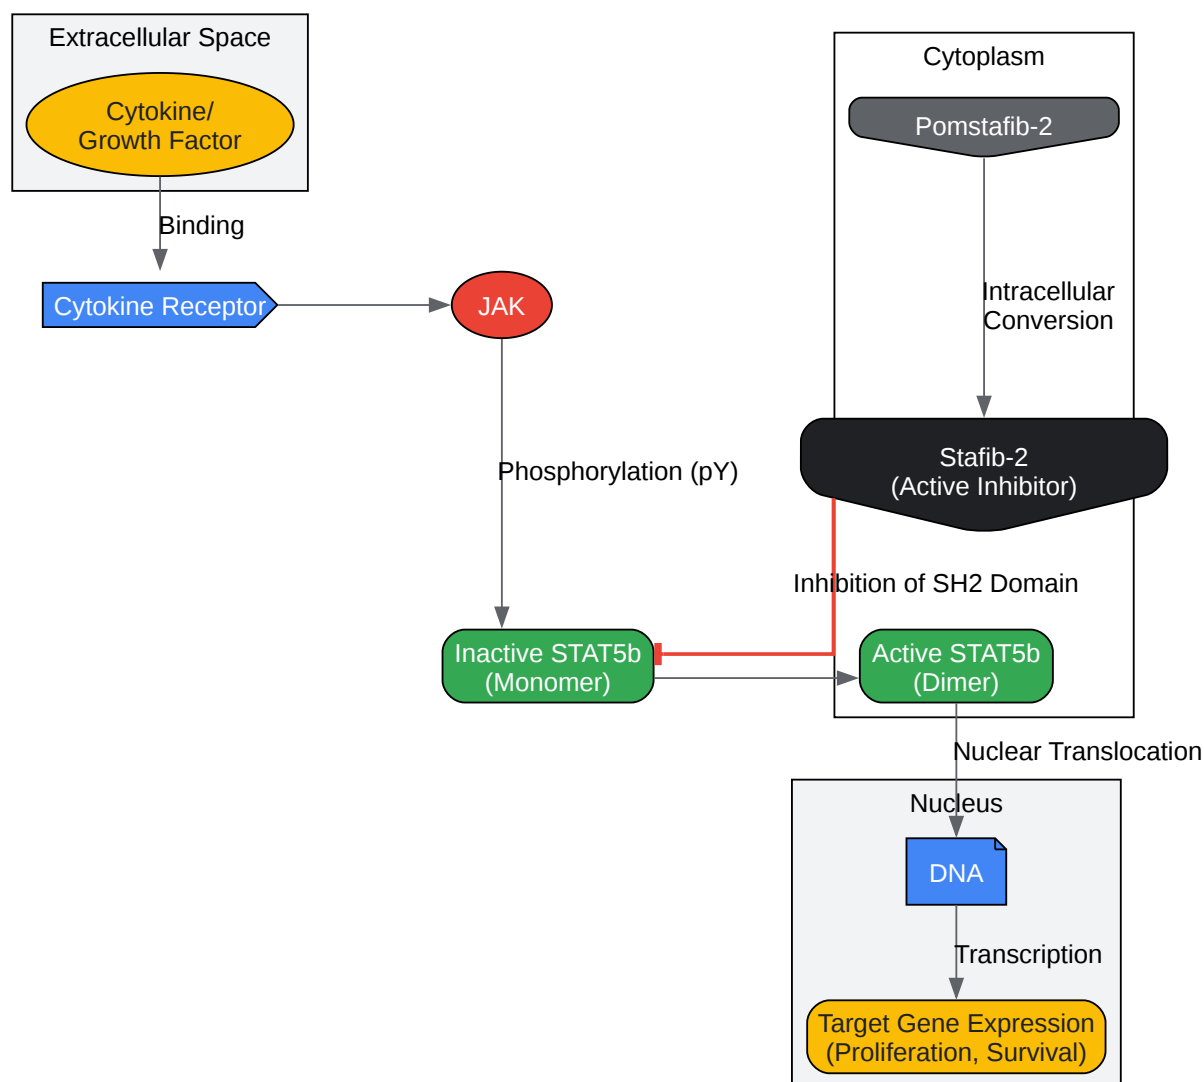 Extracellular Space
Cytokine/
Growth Factor
Binding
Cytokine Receptor
JAK
Phosphorylation (pY)
Cytoplasm
Pomstafib-2
Intracellular
Conversion
Stafib-2
(Active Inhibitor)
Inhibition of SH2 Domain
Inactive STAT5b
(Monomer)
Active STAT5b
(Dimer)
Nuclear Translocation
Nucleus
DNA
Transcription
Target Gene Expression
(Proliferation, Survival)